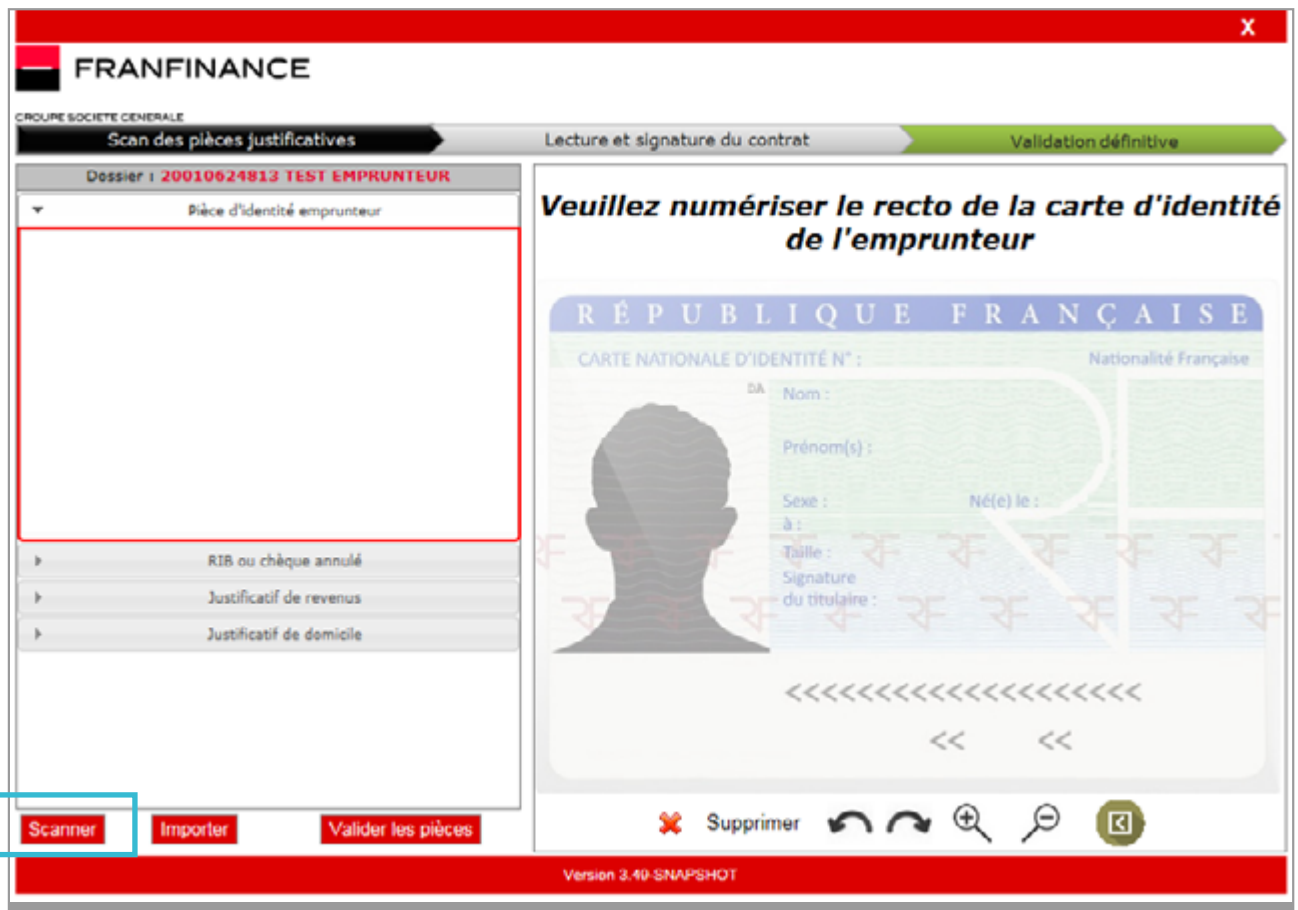 X
FRANFINANCE
GROUPE SOCIETE GENERALE
Scan des pièces justificatives
Lecture et signature du contrat
Validation définitive
Dossier : 20010624813 TEST EMPRUNTEUR
Pièce d'identité emprunteur
RIB ou chèque annulé
Justificatif de revenus
Justificatif de domicile
Scanner
Importer
Valider les pièces
Veuillez numériser le recto de la carte d'identité
de l'emprunteur
RÉPUBLIQUE FRANÇAISE
CARTE NATIONALE D'IDENTITÉ N° :
Nationalité Française
DA
Nom :
Prénom(s) :
Sexe :
Né(e) le :
à :
Taille :
Signature
du titulaire :
<<<<<<<<<<<<<<<<<<<<
<< <<
Supprimer
Version 3.40-SNAPSHOT